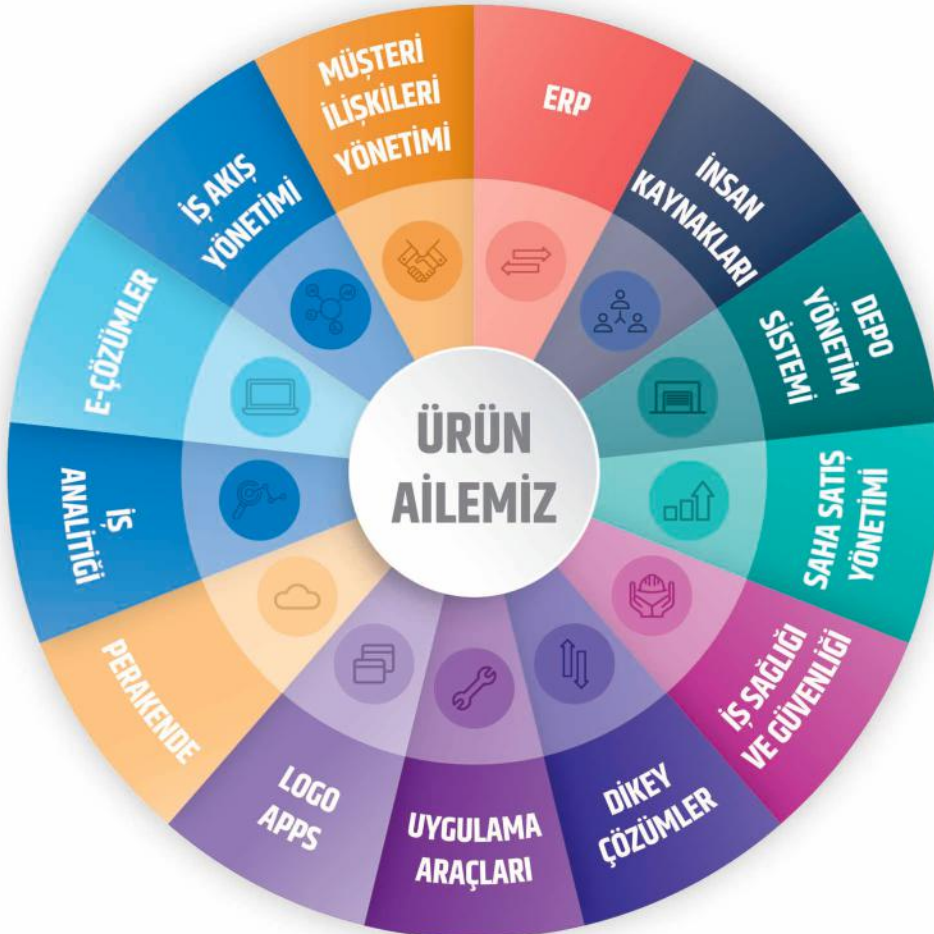 ÜRÜN
AİLEMİZ
ERP
İNSAN
KAYNAKLARI
DEPO
YÖNETİM
SİSTEMİ
SAHA SATIŞ
YÖNETİMİ
İŞ SAĞLIĞI
VE GÜVENLİĞİ
DİKEY
ÇÖZÜMLER
UYGULAMA
ARAÇLARI
LOGO
APPS
PERAKENDE
İŞ
ANALİTİĞİ
E-ÇÖZÜMLER
İŞ AKIŞ
YÖNETİMİ
MÜŞTERİ
İLİŞKİLERİ
YÖNETİMİ